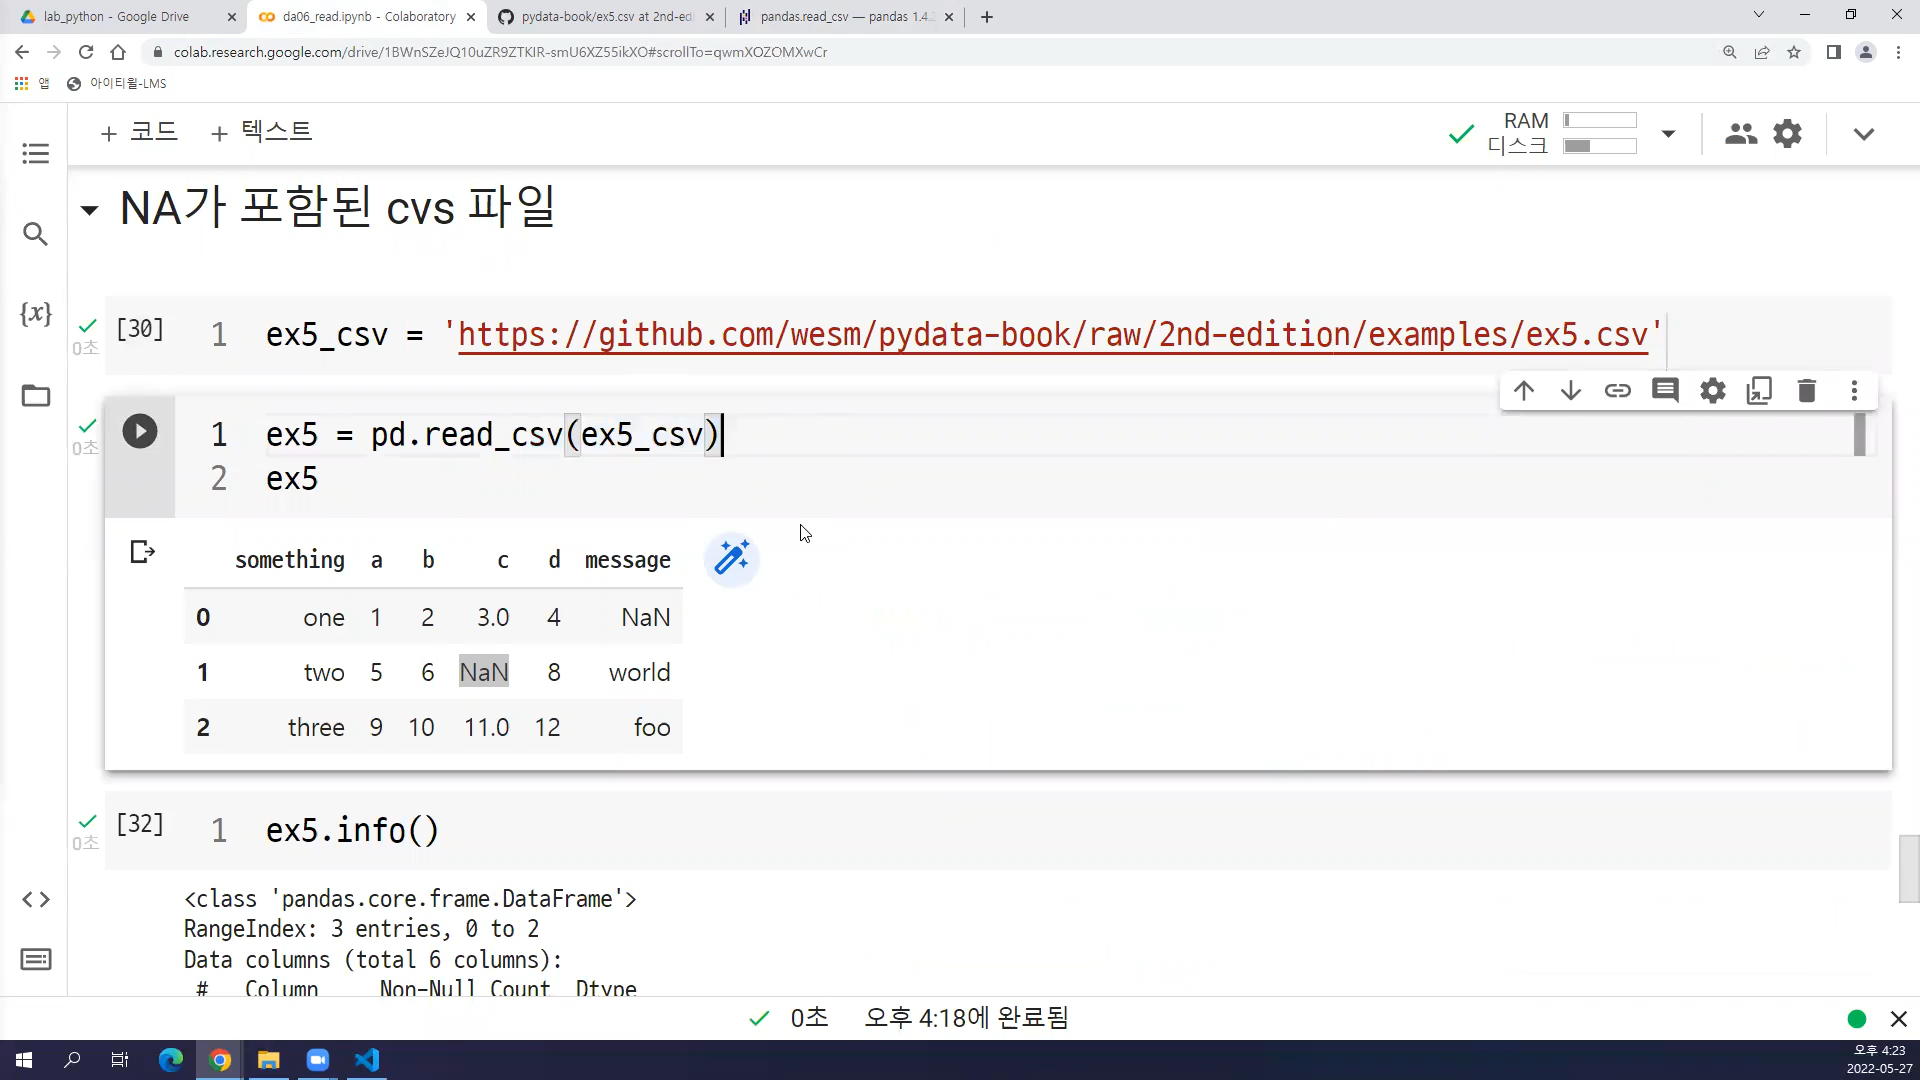 lab_python - Google Drive
da06_read.ipynb - Colaboratory
pydata-book/ex5.csv at 2nd-edi
pandas.read_csv — pandas 1.4.
colab.research.google.com/drive/1BWnSZeJQ10uZR9ZTKIR-smU6XZ55ikXO#scrollTo=qwmXOZOMXwCr
앱
아이티윌-LMS
+ 코드 + 텍스트
RAM
디스크
NA가 포함된 cvs 파일
{x}
0초
[30]
1 ex5_csv = 'https://github.com/wesm/pydata-book/raw/2nd-edition/examples/ex5.csv'
0초
1 ex5 = pd.read_csv(ex5_csv)
2 ex5
something a b c d message
0 one 1 2 3.0 4 NaN
1 two 5 6 NaN 8 world
2 three 9 10 11.0 12 foo
0초
[32]
1 ex5.info()
<class 'pandas.core.frame.DataFrame'>
RangeIndex: 3 entries, 0 to 2
Data columns (total 6 columns):
# Column Non-Null Count Dtype
0초 오후 4:18에 완료됨
오후 4:23
2022-05-27